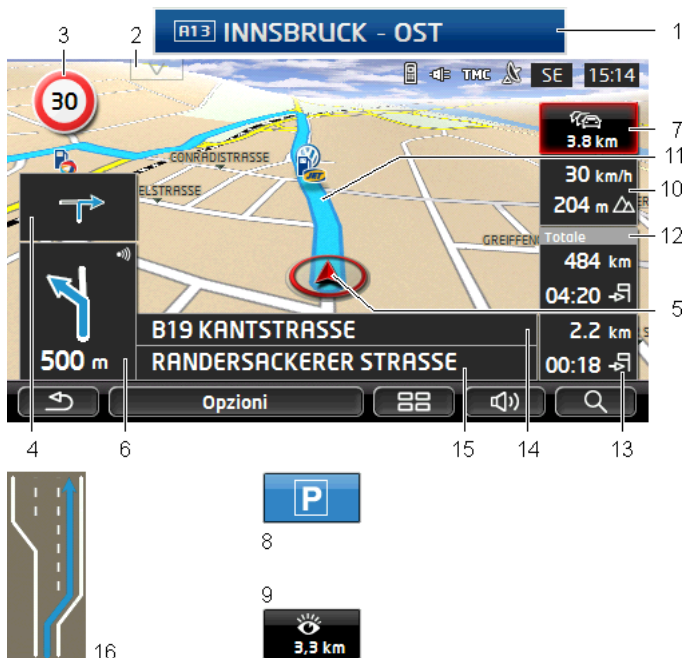 A13 INNSBRUCK - OST
1
3
2
TMC
SE
15:14
30
7
3.8 km
CONRADISTRASSE
11
30 km/h
10
ELSTRASSE
JET
204 m
ER
GREIFFEN
Totale
12
484 km
04:20
5
B19 KANTSTRASSE
2.2 km
500 m
RANDERSACKERER STRASSE
00:18
Opzioni
4
6
15
14
13
P
8
9
3,3 km
16